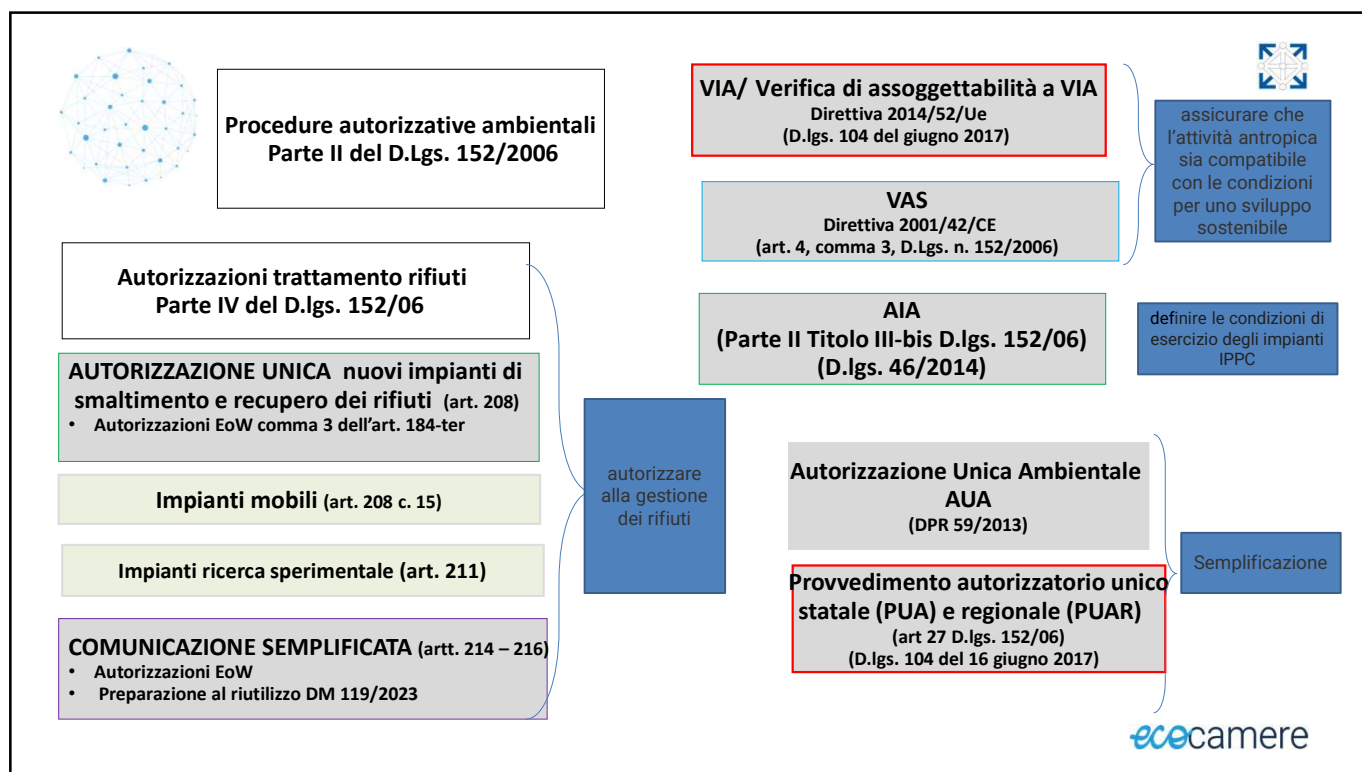 Procedure autorizzative ambientali
Parte II del D.Lgs. 152/2006
Autorizzazioni trattamento rifiuti
Parte IV del D.lgs. 152/06
AUTORIZZAZIONE UNICA nuovi impianti di
smaltimento e recupero dei rifiuti (art. 208)
• Autorizzazioni EoW comma 3 dell'art. 184-ter
Impianti mobili (art. 208 c. 15)
Impianti ricerca sperimentale (art. 211)
COMUNICAZIONE SEMPLIFICATA (artt. 214 – 216)
• Autorizzazioni EoW
• Preparazione al riutilizzo DM 119/2023
autorizzare
alla gestione
dei rifiuti
VIA/ Verifica di assoggettabilità a VIA
Direttiva 2014/52/Ue
(D.lgs. 104 del giugno 2017)
VAS
Direttiva 2001/42/CE
(art. 4, comma 3, D.Lgs. n. 152/2006)
assicurare che
l'attività antropica
sia compatibile
con le condizioni
per uno sviluppo
sostenibile
AIA
(Parte II Titolo III-bis D.lgs. 152/06)
(D.lgs. 46/2014)
definire le condizioni di
esercizio degli impianti
IPPC
Autorizzazione Unica Ambientale
AUA
(DPR 59/2013)
Provvedimento autorizzatorio unico
statale (PUA) e regionale (PUAR)
(art 27 D.lgs. 152/06)
(D.lgs. 104 del 16 giugno 2017)
Semplificazione
ecocamere